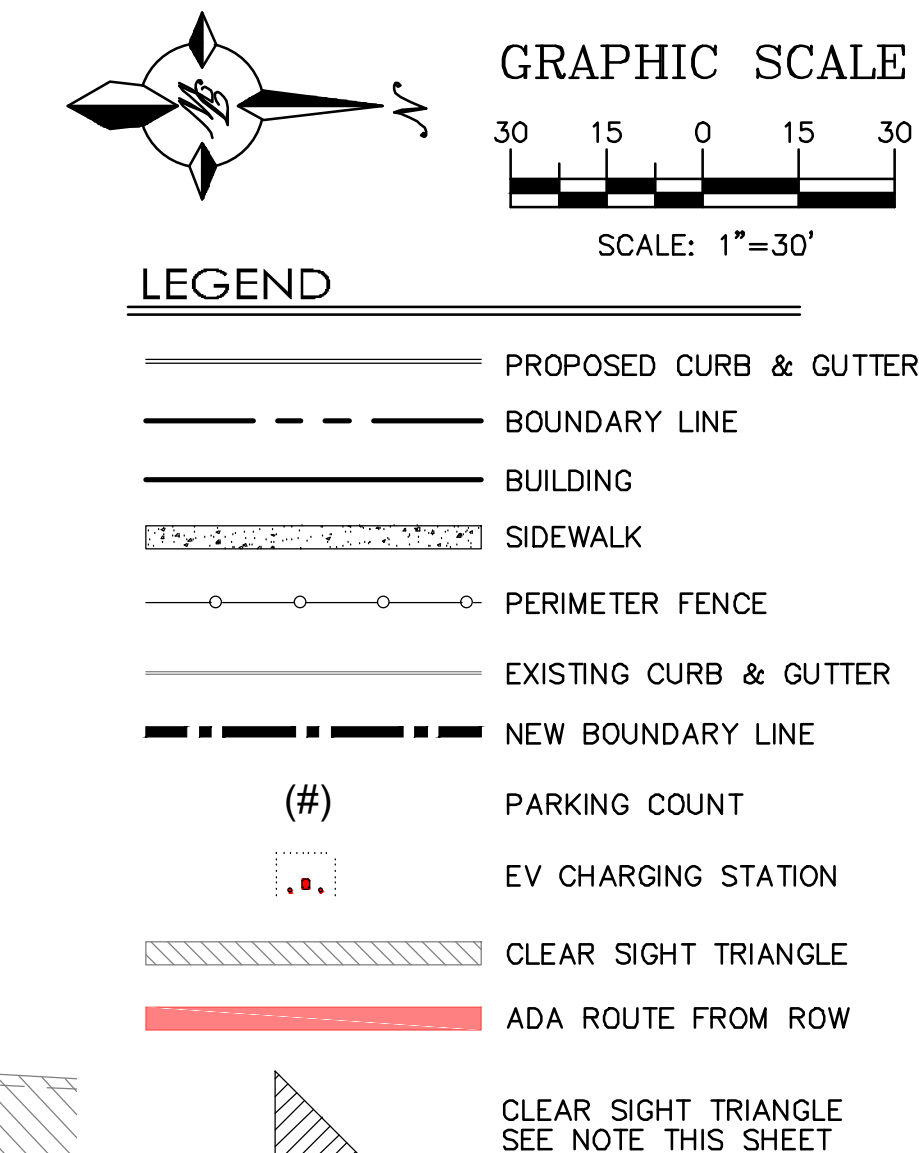 N
GRAPHIC SCALE
30 15 0 15 30
SCALE: 1"=30'
LEGEND
PROPOSED CURB & GUTTER
BOUNDARY LINE
BUILDING
SIDEWALK
PERIMETER FENCE
EXISTING CURB & GUTTER
NEW BOUNDARY LINE
(#) PARKING COUNT
EV CHARGING STATION
CLEAR SIGHT TRIANGLE
ADA ROUTE FROM ROW
CLEAR SIGHT TRIANGLE
SEE NOTE THIS SHEET